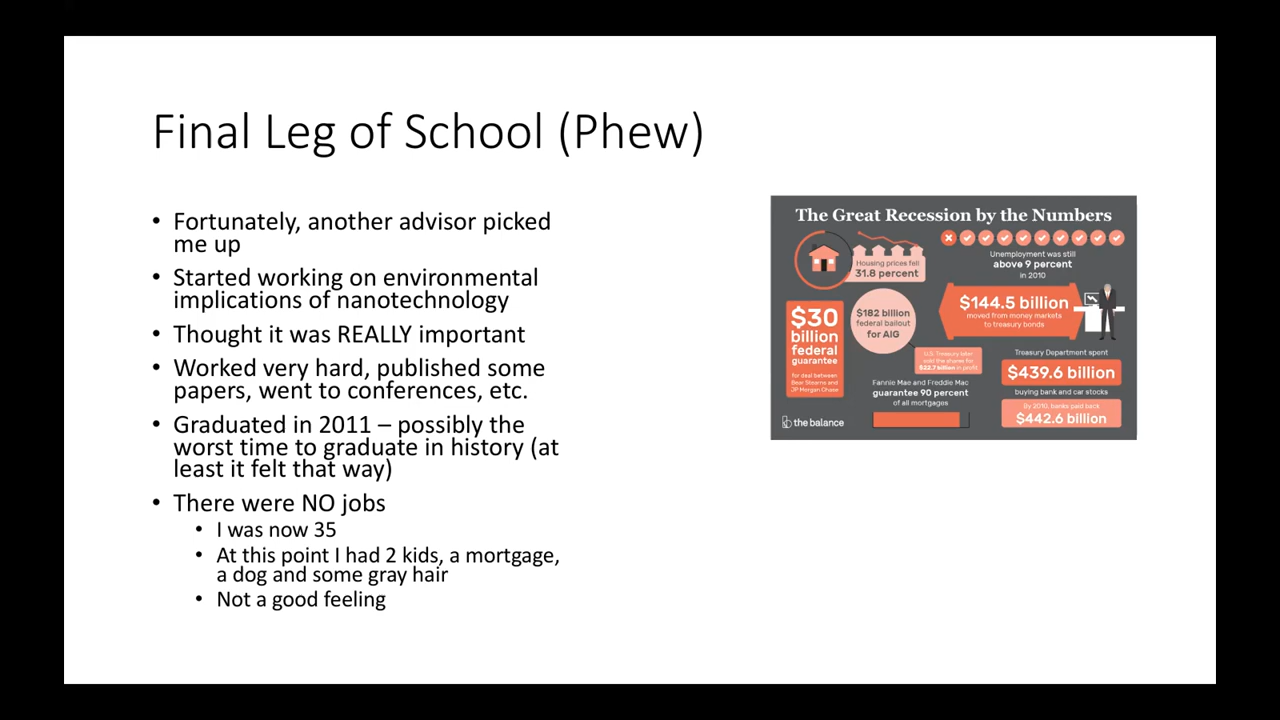 Final Leg of School (Phew)
• Fortunately, another advisor picked
me up
• Started working on environmental
implications of nanotechnology
• Thought it was REALLY important
• Worked very hard, published some
papers, went to conferences, etc.
• Graduated in 2011 – possibly the
worst time to graduate in history (at
least it felt that way)
• There were NO jobs
• I was now 35
• At this point I had 2 kids, a mortgage,
a dog and some gray hair
• Not a good feeling
The Great Recession by the Numbers
Housing prices fell
31.8 percent
Unemployment was still
above 9 percent
in 2010
$30
billion
federal
guarantee
for deal between
Bear Stearns and
JP Morgan Chase
$182 billion
federal bailout
for AIG
U.S. Treasury later
sold the shares for
$22.7 billion in profit
$144.5 billion
moved from money markets
to treasury bonds
Fannie Mae and Freddie Mac
guarantee 90 percent
of all mortgages
Treasury Department spent
$439.6 billion
buying bank and car stocks
By 2010, banks paid back
$442.6 billion
the balance